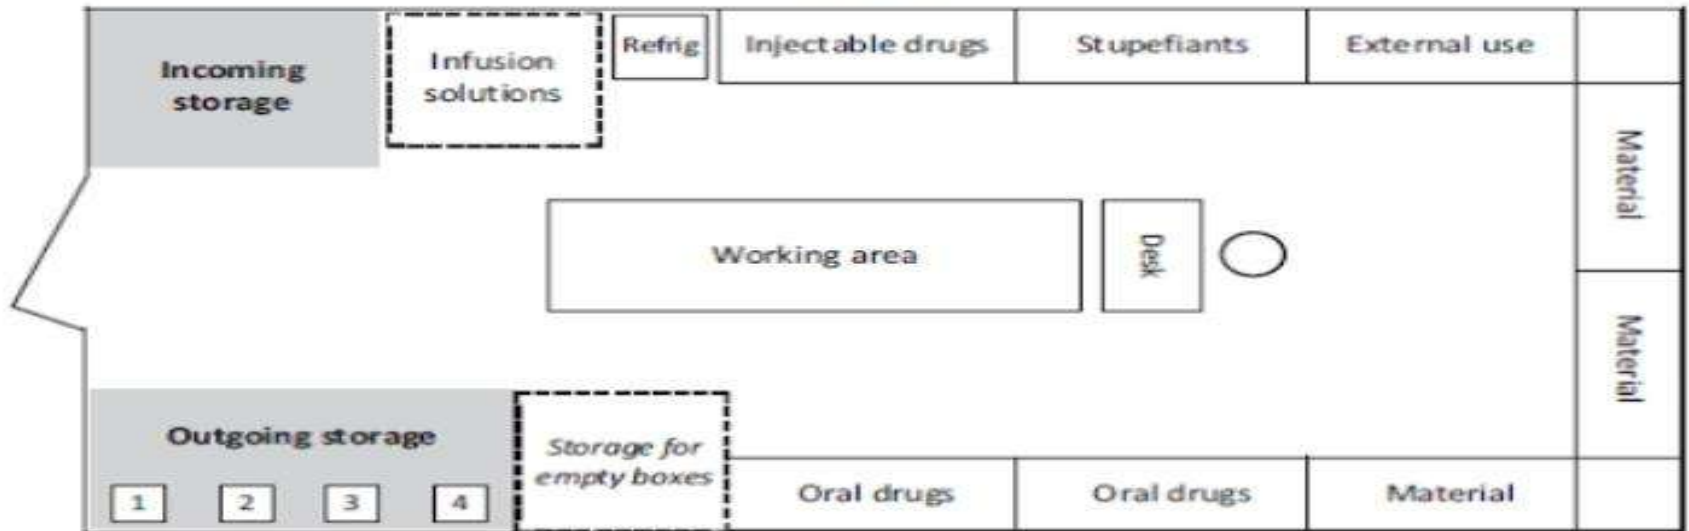 Incoming
storage
Infusion
solutions
Refrig
Injectable drugs
Stupefiants
External use
Material
Working area
Desk
Material
Outgoing storage
1
2
3
4
Storage for
empty boxes
Oral drugs
Oral drugs
Material